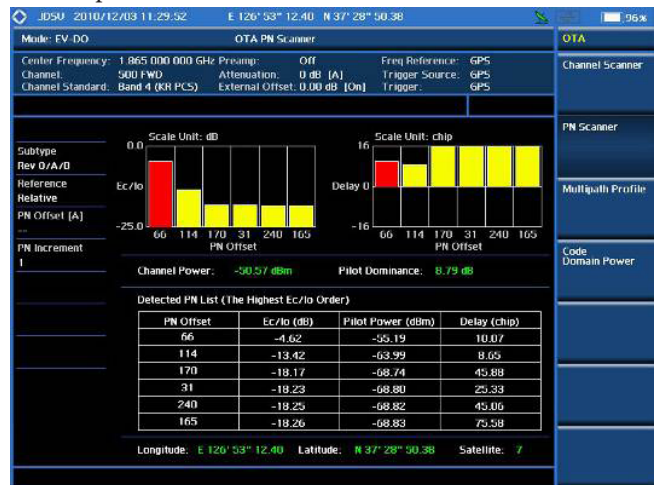 JDSU 2010/12/03 11:29:52 E 126° 53" 12.40 N 37° 28" 50.38 96%
Mode: EV-DO OTA PN Scanner OTA
Center Frequency: 1.865 000 000 GHz Preamp: Off Freq Reference: GPS
Channel: 500 FWD Attenuation: 0 dB [A] Trigger Source: GPS
Channel Standard: Band 4 (KR PCS) External Offset: 0.00 dB [On] Trigger: GPS
Channel Scanner
PN Scanner
Multipath Profile
Code
Domain Power
Subtype
Rev 0/A/B
Reference
Relative
PN Offset [A]
--
PN Increment
1
Scale Unit: dB
0.0
Ec/Io
-25.0
66 114 170 31 240 165
PN Offset
Scale Unit: chip
16
Delay 0
-16
66 114 170 31 240 165
PN Offset
Channel Power: -50.57 dBm Pilot Dominance: 8.79 dB
Detected PN List (The Highest Ec/Io Order)
PN Offset Ec/Io (dB) Pilot Power (dBm) Delay (chip)
66 -4.62 -55.19 10.07
114 -13.42 -63.99 8.65
170 -18.17 -68.74 45.88
31 -18.23 -68.80 25.33
240 -18.25 -68.82 45.06
165 -18.26 -68.83 75.58
Longitude: E 126° 53" 12.40 Latitude: N 37° 28" 50.38 Satellite: 7